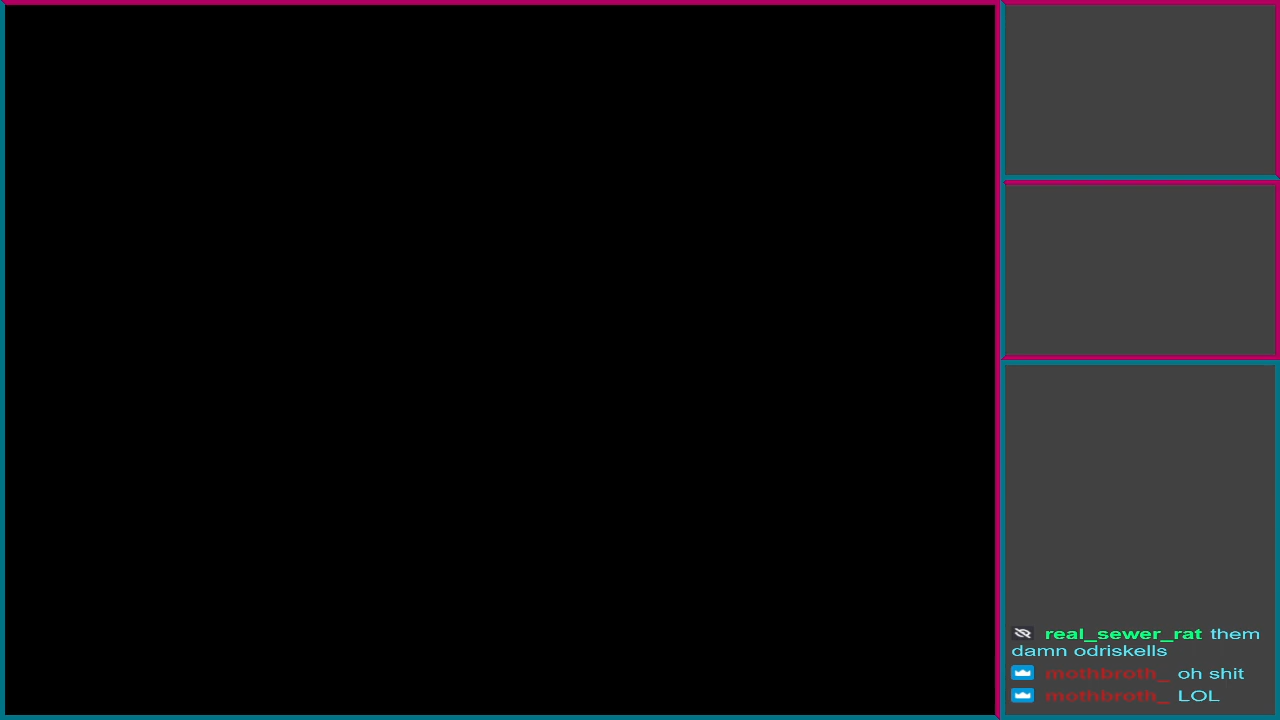 real_sewer_rat them
damn odriskells
mothbroth_ oh shit
mothbroth_ LOL